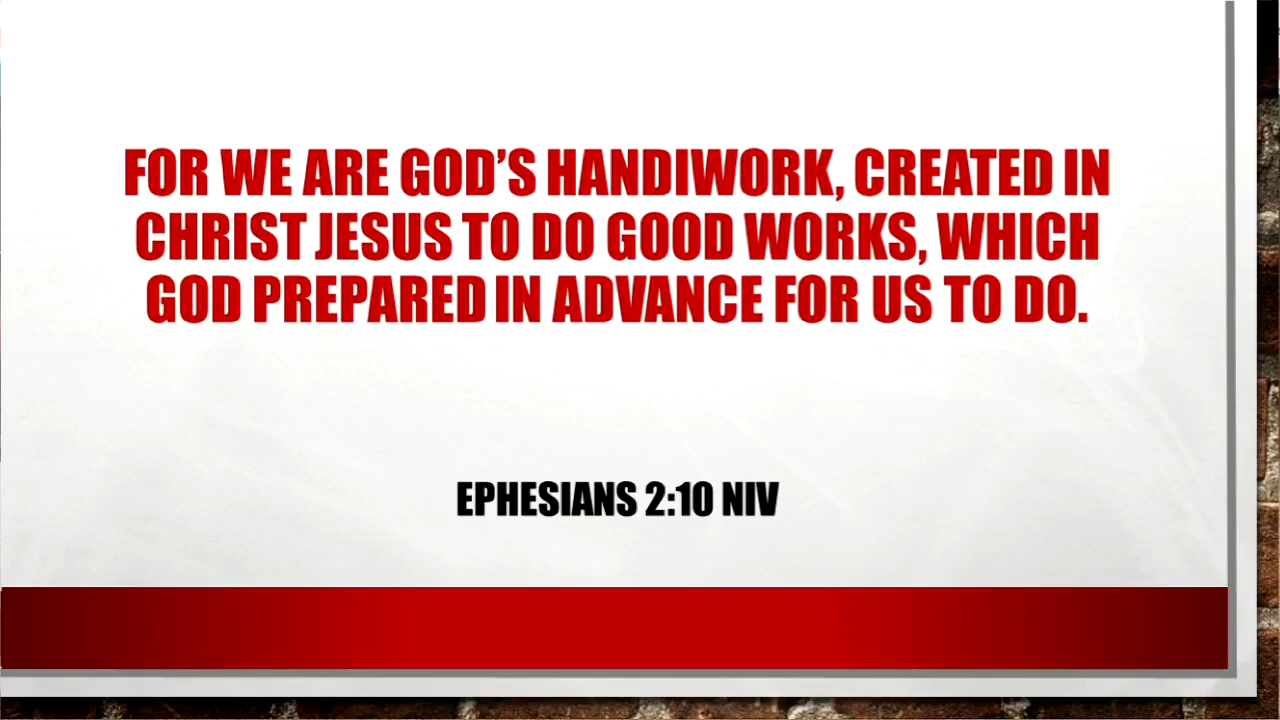 FOR WE ARE GOD’S HANDIWORK, CREATED IN
CHRIST JESUS TO DO GOOD WORKS, WHICH
GOD PREPARED IN ADVANCE FOR US TO DO.
EPHESIANS 2:10 NIV